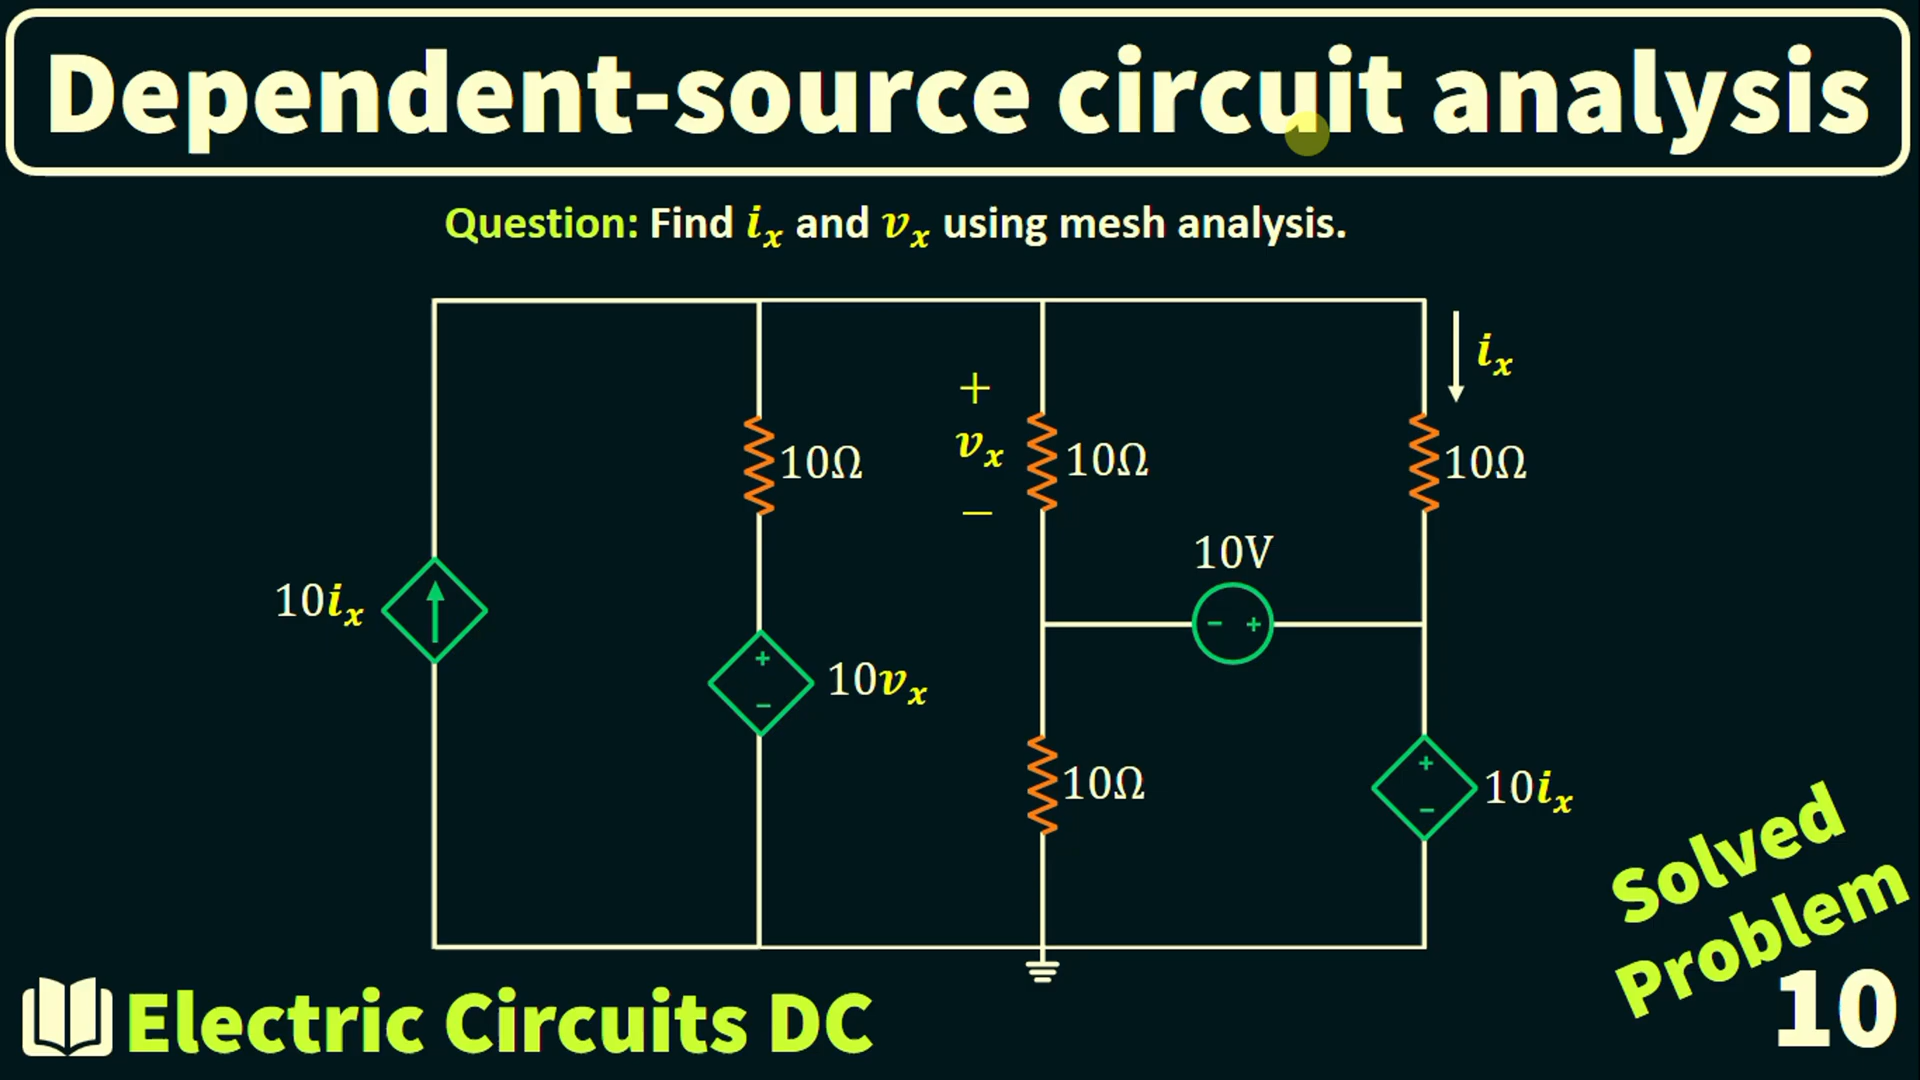 Dependent-source circuit analysis
Question: Find iₓ and vₓ using mesh analysis.
iₓ
+
vₓ
−
10Ω
10Ω
10Ω
10V
− +
10iₓ
+
−
10vₓ
10Ω
+
−
10iₓ
Solved
Problem
10
Electric Circuits DC